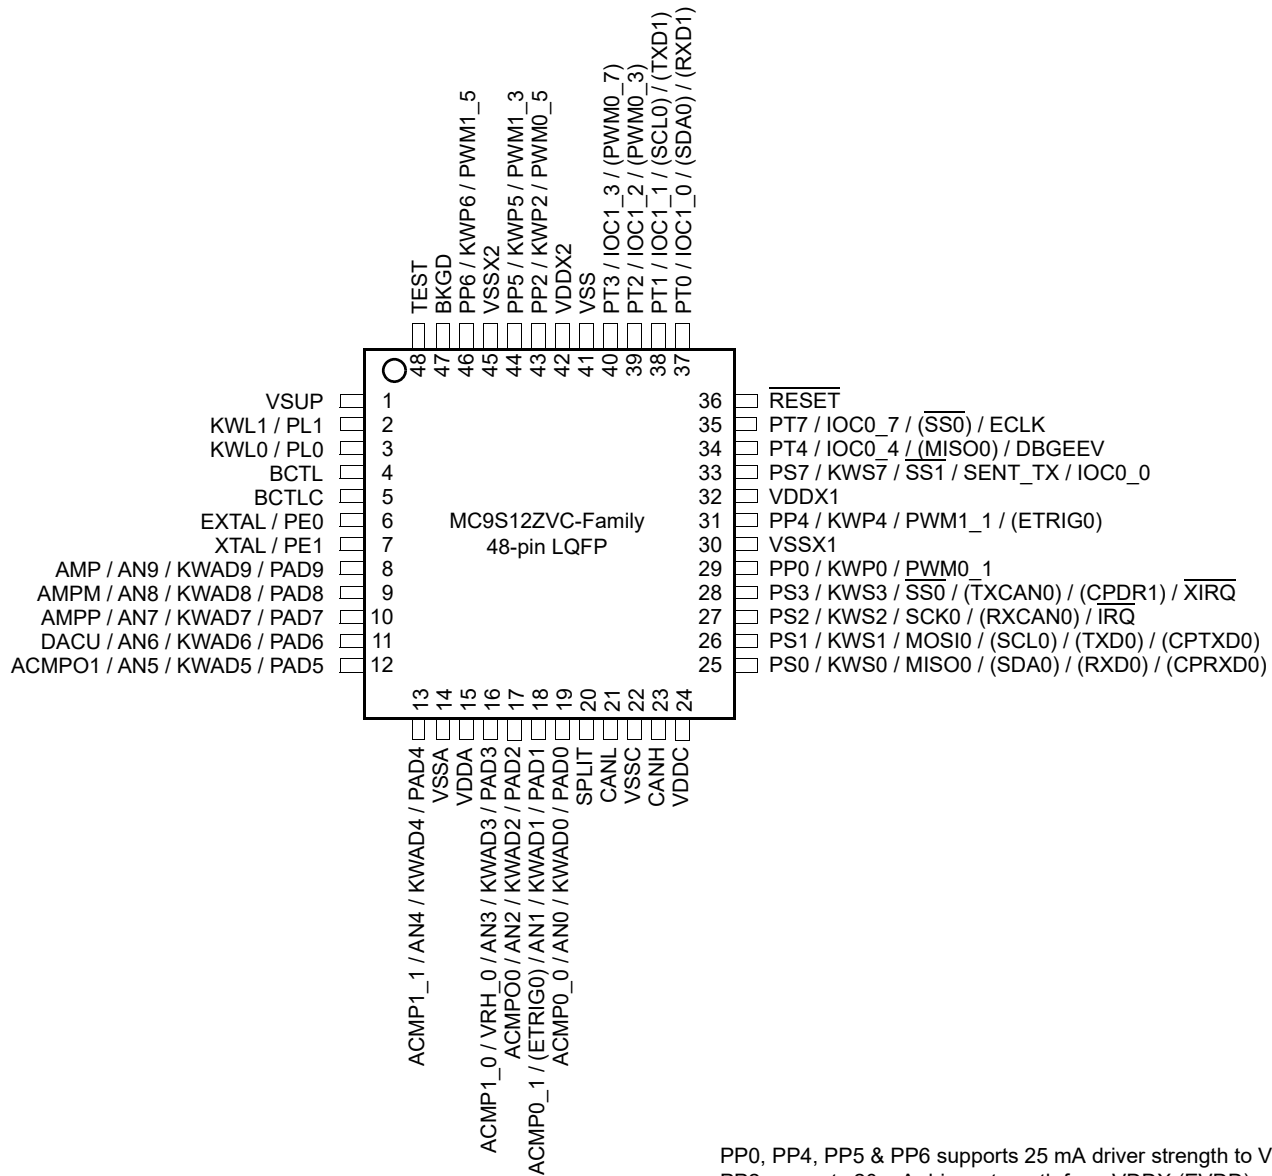 TEST
BKGD
PP6 / KWP6 / PWM1_5
VSSX2
PP5 / KWP5 / PWM1_3
PP2 / KWP2 / PWM0_5
VDDX2
VSS
PT3 / IOC1_3 / (PWM0_7)
PT2 / IOC1_2 / (PWM0_3)
PT1 / IOC1_1 / (SCL0) / (TXD1)
PT0 / IOC1_0 / (SDA0) / (RXD1)
48
47
46
45
44
43
42
41
40
39
38
37
VSUP 1
KWL1 / PL1 2
KWL0 / PL0 3
BCTL 4
BCTLC 5
EXTAL / PE0 6
XTAL / PE1 7
AMP / AN9 / KWAD9 / PAD9 8
AMPM / AN8 / KWAD8 / PAD8 9
AMPP / AN7 / KWAD7 / PAD7 10
DACU / AN6 / KWAD6 / PAD6 11
ACMPO1 / AN5 / KWAD5 / PAD5 12
MC9S12ZVC-Family
48-pin LQFP
36 RESET
35 PT7 / IOC0_7 / (SS0) / ECLK
34 PT4 / IOC0_4 / (MISO0) / DBGEEV
33 PS7 / KWS7 / SS1 / SENT_TX / IOC0_0
32 VDDX1
31 PP4 / KWP4 / PWM1_1 / (ETRIG0)
30 VSSX1
29 PP0 / KWP0 / PWM0_1
28 PS3 / KWS3 / SS0 / (TXCAN0) / (CPDR1) / XIRQ
27 PS2 / KWS2 / SCK0 / (RXCAN0) / IRQ
26 PS1 / KWS1 / MOSI0 / (SCL0) / (TXD0) / (CPTXD0)
25 PS0 / KWS0 / MISO0 / (SDA0) / (RXD0) / (CPRXD0)
13
14
15
16
17
18
19
20
21
22
23
24
ACMP1_1 / AN4 / KWAD4 / PAD4
VSSA
VDDA
ACMP1_0 / VRH_0 / AN3 / KWAD3 / PAD3
ACMPO0 / AN2 / KWAD2 / PAD2
ACMP0_1 / (ETRIG0) / AN1 / KWAD1 / PAD1
ACMP0_0 / AN0 / KWAD0 / PAD0
SPLIT
CANL
VSSC
CANH
VDDC
PP0, PP4, PP5 & PP6 supports 25 mA driver strength to V